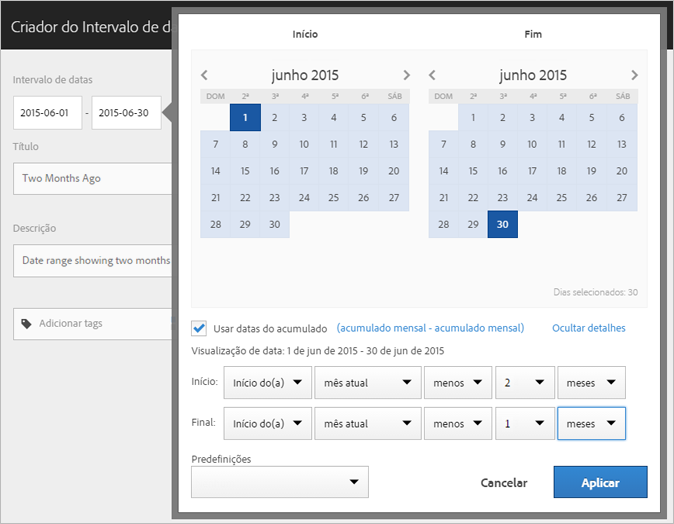 Criador do Intervalo de d
Intervalo de datas
2015-06-01 - 2015-06-30
Título
Two Months Ago
Descrição
Date range showing two months
Adicionar tags
Início Fim
junho 2015 junho 2015
DOM 2ª 3ª 4ª 5ª 6ª SÁB DOM 2ª 3ª 4ª 5ª 6ª SÁB
1 2 3 4 5 6 1 2 3 4 5 6
7 8 9 10 11 12 13 7 8 9 10 11 12 13
14 15 16 17 18 19 20 14 15 16 17 18 19 20
21 22 23 24 25 26 27 21 22 23 24 25 26 27
28 29 30 28 29 30
Dias selecionados: 30
Usar datas do acumulado (acumulado mensal - acumulado mensal) Ocultar detalhes
Visualização de data: 1 de jun de 2015 - 30 de jun de 2015
Início: Início do(a) mês atual menos 2 meses
Final: Início do(a) mês atual menos 1 meses
Predefinições
Cancelar Aplicar